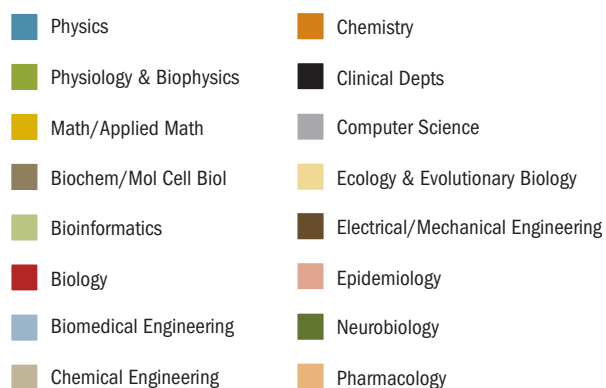 Physics
Physiology & Biophysics
Math/Applied Math
Biochem/Mol Cell Biol
Bioinformatics
Biology
Biomedical Engineering
Chemical Engineering
Chemistry
Clinical Depts
Computer Science
Ecology & Evolutionary Biology
Electrical/Mechanical Engineering
Epidemiology
Neurobiology
Pharmacology